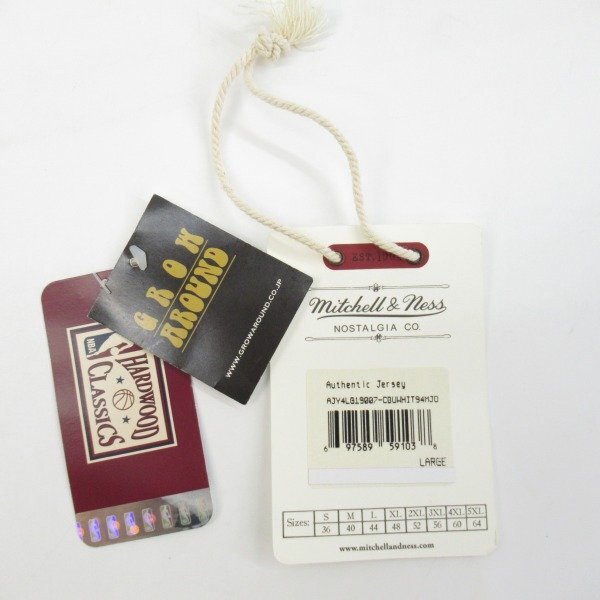 EST. 190
Mitchell & Ness
NOSTALGIA CO.
Authentic Jersey
AJY4LG19007-CBUWHIT94MJO
6 97589 59103 8
LARGE
Sizes: S M L XL 2XL 3XL 4XL 5XL
36 40 44 48 52 56 60 64
www.mitchellandness.com
GROW
AROUND
WWW.GROWAROUND.CO.JP
NBA
HARDWOOD
CLASSICS